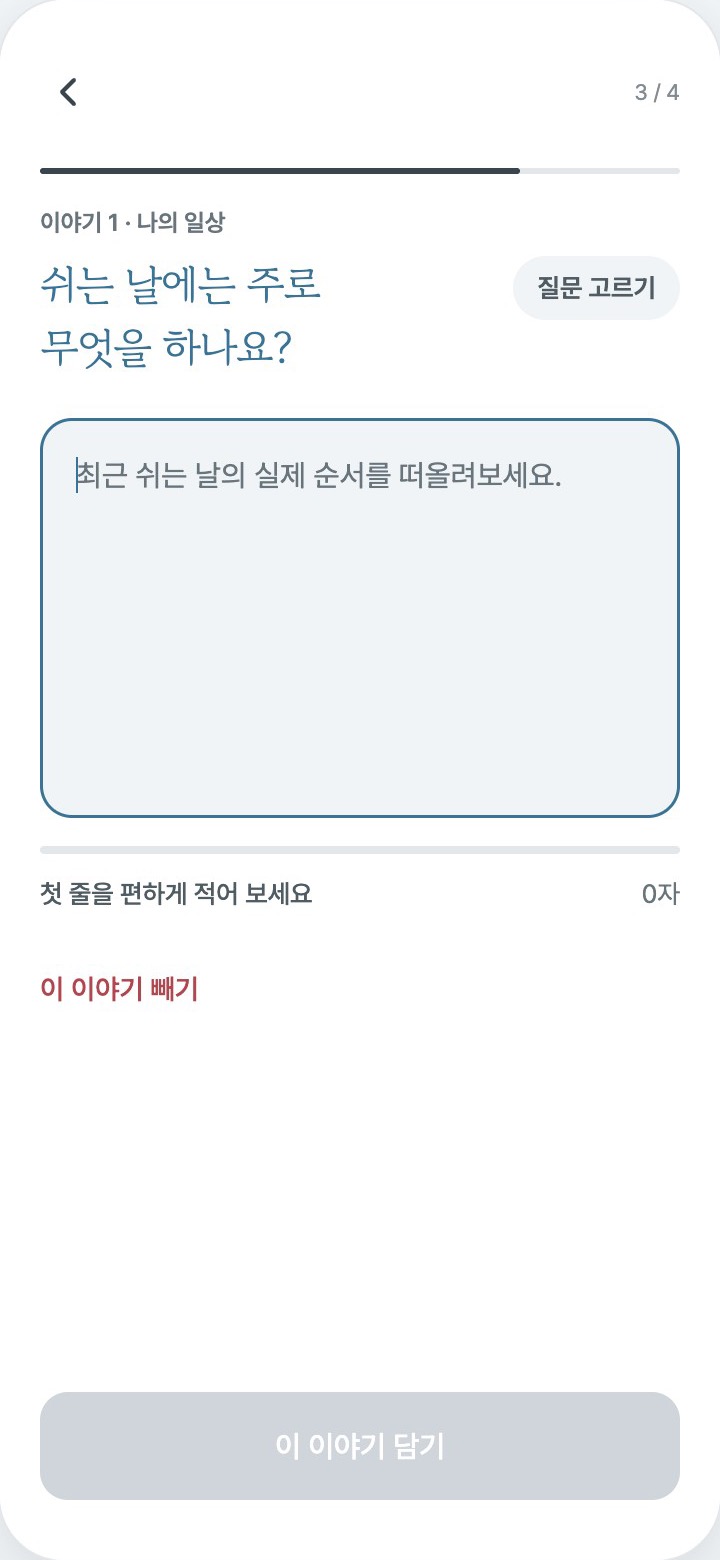 3 / 4
이야기 1 · 나의 일상
쉬는 날에는 주로
무엇을 하나요?
질문 고르기
최근 쉬는 날의 실제 순서를 떠올려보세요.
첫 줄을 편하게 적어 보세요
0자
이 이야기 빼기
이 이야기 담기